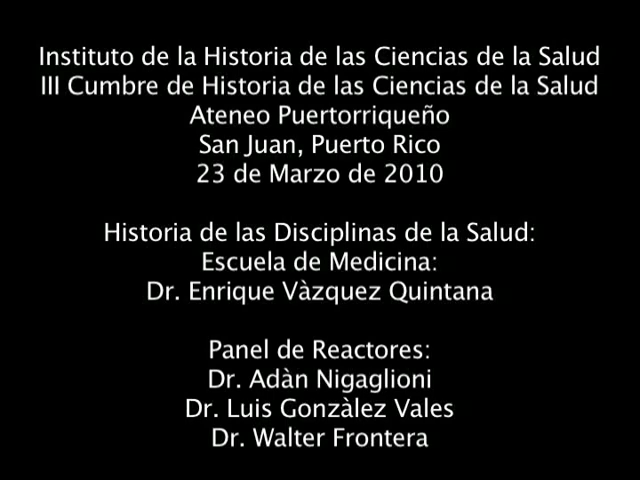 Instituto de la Historia de las Ciencias de la Salud
III Cumbre de Historia de las Ciencias de la Salud
Ateneo Puertorriqueño
San Juan, Puerto Rico
23 de Marzo de 2010
Historia de las Disciplinas de la Salud:
Escuela de Medicina:
Dr. Enrique Vàzquez Quintana
Panel de Reactores:
Dr. Adàn Nigaglioni
Dr. Luis Gonzàlez Vales
Dr. Walter Frontera